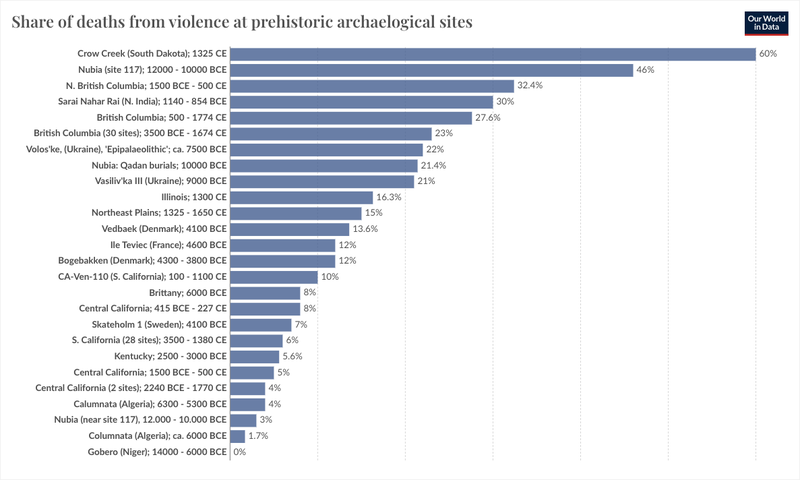 Share of deaths from violence at prehistoric archaelogical sites
Our World
in Data
Crow Creek (South Dakota); 1325 CE 60%
Nubia (site 117); 12000 - 10000 BCE 46%
N. British Columbia; 1500 BCE - 500 CE 32.4%
Sarai Nahar Rai (N. India); 1140 - 854 BCE 30%
British Columbia; 500 - 1774 CE 27.6%
British Columbia (30 sites); 3500 BCE - 1674 CE 23%
Volos'ke, (Ukraine), 'Epipalaeolithic'; ca. 7500 BCE 22%
Nubia: Qadan burials; 10000 BCE 21.4%
Vasiliv'ka III (Ukraine); 9000 BCE 21%
Illinois; 1300 CE 16.3%
Northeast Plains; 1325 - 1650 CE 15%
Vedbaek (Denmark); 4100 BCE 13.6%
Ile Teviec (France); 4600 BCE 12%
Bogebakken (Denmark); 4300 - 3800 BCE 12%
CA-Ven-110 (S. California); 100 - 1100 CE 10%
Brittany; 6000 BCE 8%
Central California; 415 BCE - 227 CE 8%
Skateholm 1 (Sweden); 4100 BCE 7%
S. California (28 sites); 3500 - 1380 CE 6%
Kentucky; 2500 - 3000 BCE 5.6%
Central California; 1500 BCE - 500 CE 5%
Central California (2 sites); 2240 BCE - 1770 CE 4%
Calumnata (Algeria); 6300 - 5300 BCE 4%
Nubia (near site 117), 12.000 - 10.000 BCE 3%
Columnata (Algeria); ca. 6000 BCE 1.7%
Gobero (Niger); 14000 - 6000 BCE 0%